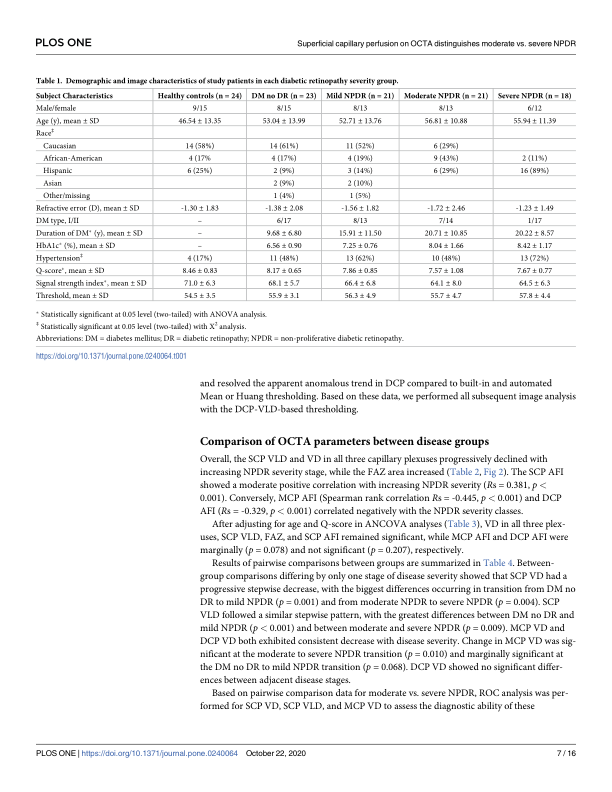 PLOS ONE
Superficial capillary perfusion on OCTA distinguishes moderate vs. severe NPDR
Table 1. Demographic and image characteristics of study patients in each diabetic retinopathy severity group.
Subject Characteristics Healthy controls (n = 24) DM no DR (n = 23) Mild NPDR (n = 21) Moderate NPDR (n = 21) Severe NPDR (n = 18)
Male/female 9/15 8/15 8/13 8/13 6/12
Age (y), mean ± SD 46.54 ± 13.35 53.04 ± 13.99 52.71 ± 13.76 56.81 ± 10.88 55.94 ± 11.39
Race‡
Caucasian 14 (58%) 14 (61%) 11 (52%) 6 (29%)
African-American 4 (17% 4 (17%) 4 (19%) 9 (43%) 2 (11%)
Hispanic 6 (25%) 2 (9%) 3 (14%) 6 (29%) 16 (89%)
Asian 2 (9%) 2 (10%)
Other/missing 1 (4%) 1 (5%)
Refractive error (D), mean ± SD -1.30 ± 1.83 -1.38 ± 2.08 -1.56 ± 1.82 -1.72 ± 2.46 -1.23 ± 1.49
DM type, I/II – 6/17 8/13 7/14 1/17
Duration of DM* (y), mean ± SD – 9.68 ± 6.80 15.91 ± 11.50 20.71 ± 10.85 20.22 ± 8.57
HbA1c* (%), mean ± SD – 6.56 ± 0.90 7.25 ± 0.76 8.04 ± 1.66 8.42 ± 1.17
Hypertension‡ 4 (17%) 11 (48%) 13 (62%) 10 (48%) 13 (72%)
Q-score*, mean ± SD 8.46 ± 0.83 8.17 ± 0.65 7.86 ± 0.85 7.57 ± 1.08 7.67 ± 0.77
Signal strength index*, mean ± SD 71.0 ± 6.3 68.1 ± 5.7 66.4 ± 6.8 64.1 ± 8.0 64.5 ± 6.3
Threshold, mean ± SD 54.5 ± 3.5 55.9 ± 3.1 56.3 ± 4.9 55.7 ± 4.7 57.8 ± 4.4
* Statistically significant at 0.05 level (two-tailed) with ANOVA analysis.
‡ Statistically significant at 0.05 level (two-tailed) with X² analysis.
Abbreviations: DM = diabetes mellitus; DR = diabetic retinopathy; NPDR = non-proliferative diabetic retinopathy.
https://doi.org/10.1371/journal.pone.0240064.t001
and resolved the apparent anomalous trend in DCP compared to built-in and automated
Mean or Huang thresholding. Based on these data, we performed all subsequent image analysis
with the DCP-VLD-based thresholding.
Comparison of OCTA parameters between disease groups
Overall, the SCP VLD and VD in all three capillary plexuses progressively declined with
increasing NPDR severity stage, while the FAZ area increased (Table 2, Fig 2). The SCP AFI
showed a moderate positive correlation with increasing NPDR severity (Rs = 0.381, p <
0.001). Conversely, MCP AFI (Spearman rank correlation Rs = -0.445, p < 0.001) and DCP
AFI (Rs = -0.329, p < 0.001) correlated negatively with the NPDR severity classes.
After adjusting for age and Q-score in ANCOVA analyses (Table 3), VD in all three plex-
uses, SCP VLD, FAZ, and SCP AFI remained significant, while MCP AFI and DCP AFI were
marginally (p = 0.078) and not significant (p = 0.207), respectively.
Results of pairwise comparisons between groups are summarized in Table 4. Between-
group comparisons differing by only one stage of disease severity showed that SCP VD had a
progressive stepwise decrease, with the biggest differences occurring in transition from DM no
DR to mild NPDR (p = 0.001) and from moderate NPDR to severe NPDR (p = 0.004). SCP
VLD followed a similar stepwise pattern, with the greatest differences between DM no DR and
mild NPDR (p < 0.001) and between moderate and severe NPDR (p = 0.009). MCP VD and
DCP VD both exhibited consistent decrease with disease severity. Change in MCP VD was sig-
nificant at the moderate to severe NPDR transition (p = 0.010) and marginally significant at
the DM no DR to mild NPDR transition (p = 0.068). DCP VD showed no significant differ-
ences between adjacent disease stages.
Based on pairwise comparison data for moderate vs. severe NPDR, ROC analysis was per-
formed for SCP VD, SCP VLD, and MCP VD to assess the diagnostic ability of these
PLOS ONE | https://doi.org/10.1371/journal.pone.0240064 October 22, 2020
7 / 16